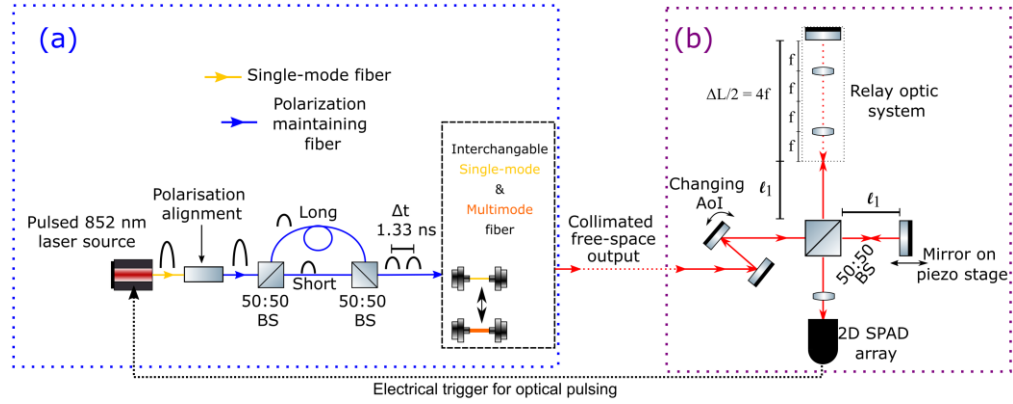 (a)
Single-mode fiber
Polarization
maintaining
fiber
Polarisation
alignment
Pulsed 852 nm
laser source
Long
Short
50:50
BS
50:50
BS
Δt
1.33 ns
Interchangable
Single-mode
&
Multimode
fiber
Collimated
free-space
output
(b)
ΔL/2 = 4f
f
f
f
f
Relay optic
system
ℓ1
Changing
AoI
ℓ1
50:50
BS
Mirror on
piezo stage
2D SPAD
array
Electrical trigger for optical pulsing